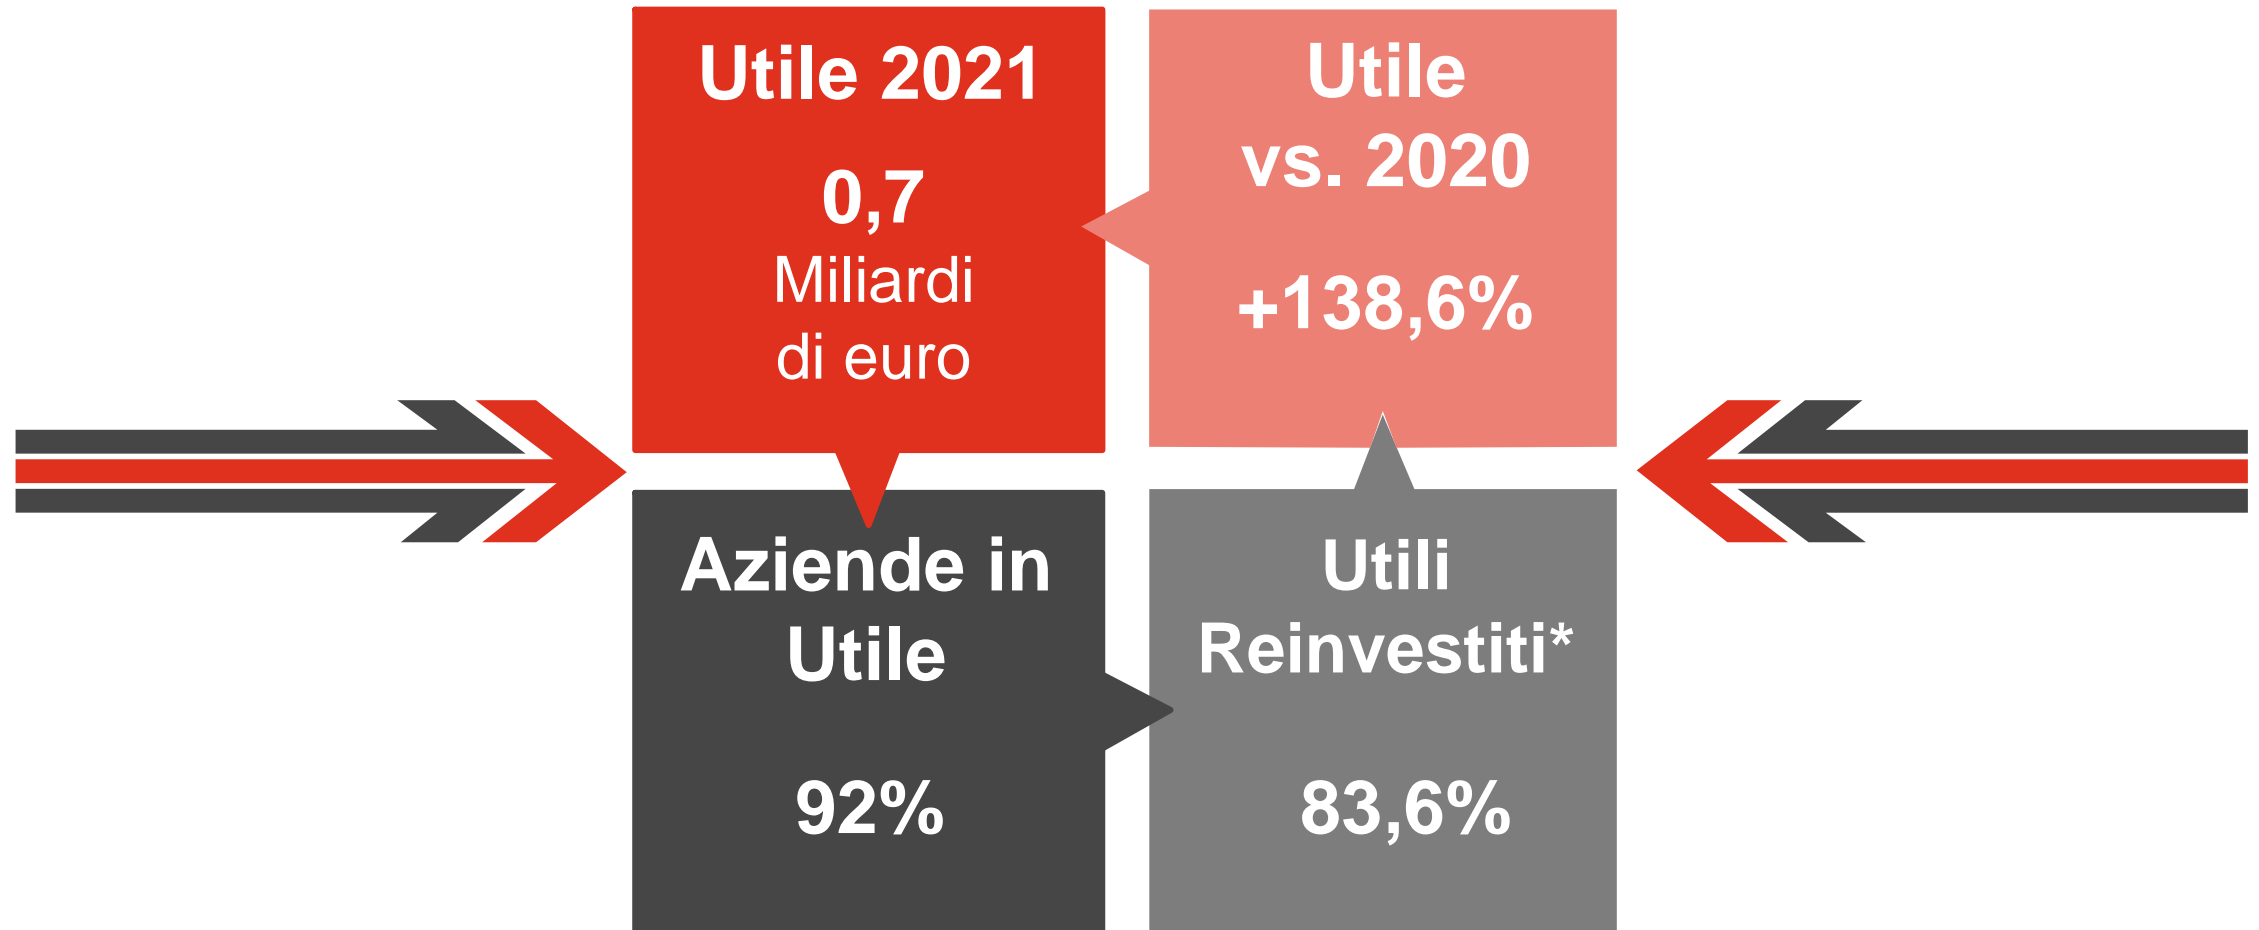 Utile 2021
0,7
Miliardi
di euro
Utile
vs. 2020
+138,6%
Aziende in
Utile
92%
Utili
Reinvestiti*
83,6%